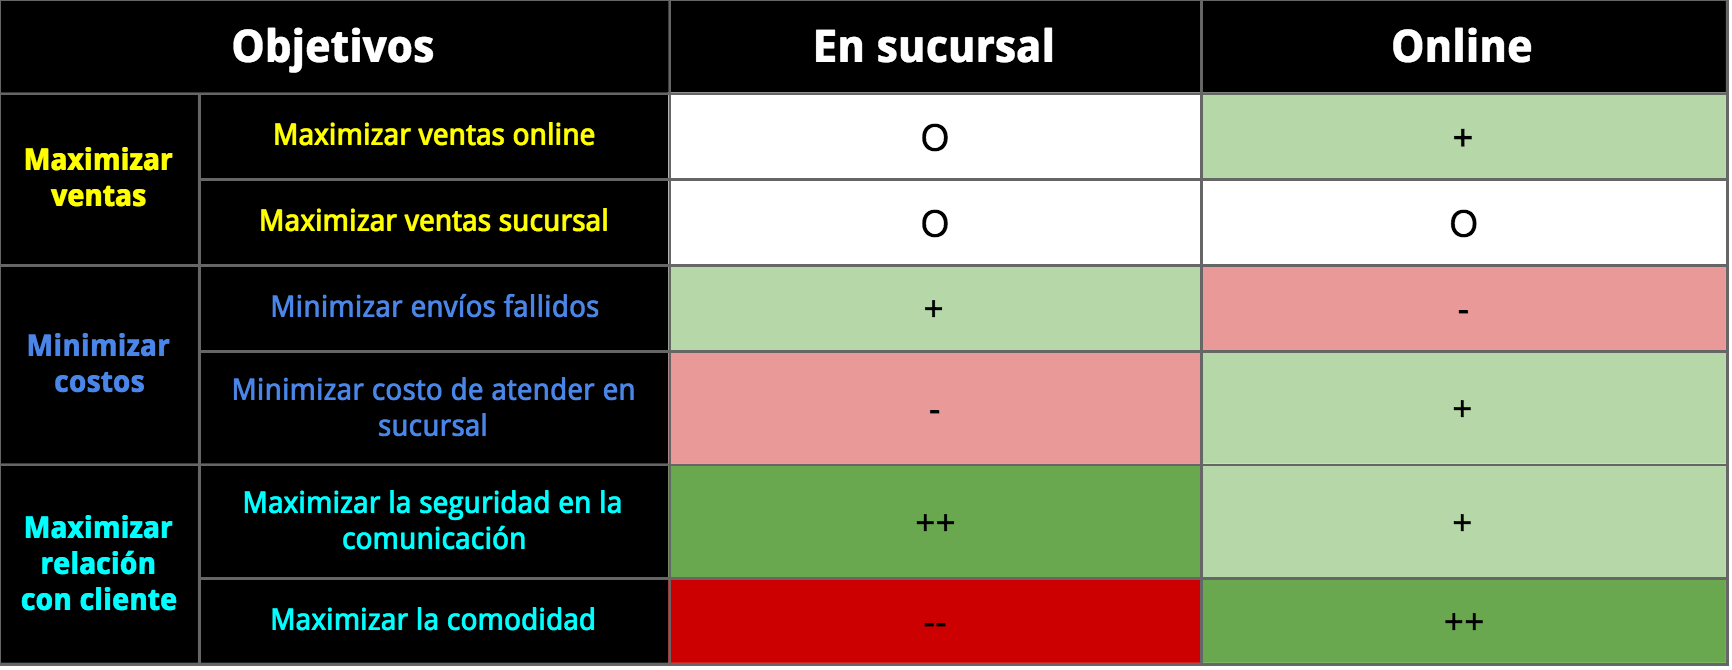 Objetivos
En sucursal
Online
Maximizar
ventas
Maximizar ventas online
O
+
Maximizar ventas sucursal
O
O
Minimizar
costos
Minimizar envíos fallidos
+
-
Minimizar costo de atender en
sucursal
-
+
Maximizar
relación
con cliente
Maximizar la seguridad en la
comunicación
++
+
Maximizar la comodidad
--
++